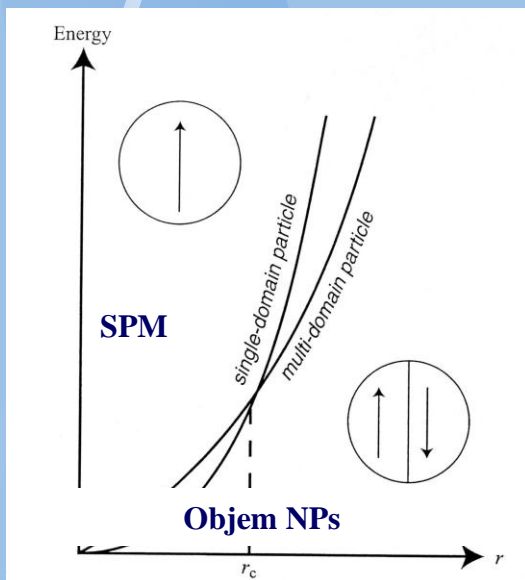 Energy
single-domain particle
multi-domain particle
SPM
Objem NPs
r
r_c